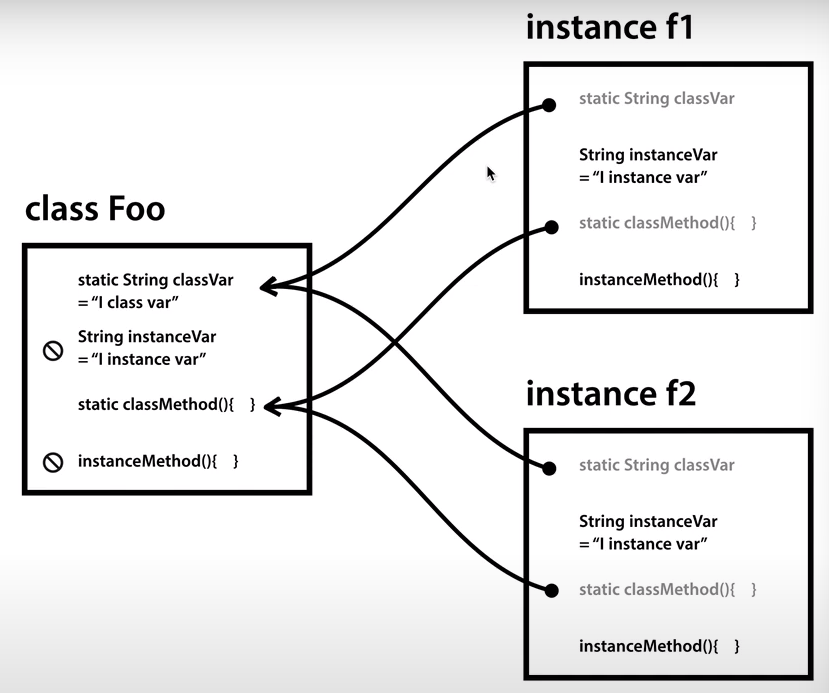 class Foo
static String classVar
= “I class var”
String instanceVar
= “I instance var”
static classMethod(){ }
instanceMethod(){ }
instance f1
static String classVar
String instanceVar
= “I instance var”
static classMethod(){ }
instanceMethod(){ }
instance f2
static String classVar
String instanceVar
= “I instance var”
static classMethod(){ }
instanceMethod(){ }